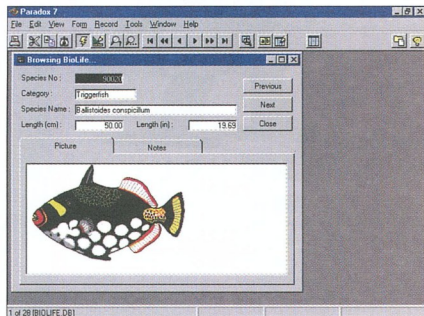 Paradox 7
File Edit View Form Record Tools Window Help
Browsing BioLife...
Species No: 90020
Category: Triggerfish
Species Name: Ballistoides conspicillum
Length (cm): 50.00 Length (in): 19.69
Previous
Next
Close
Picture Notes
1 of 28 [BIOLIFE.DB]